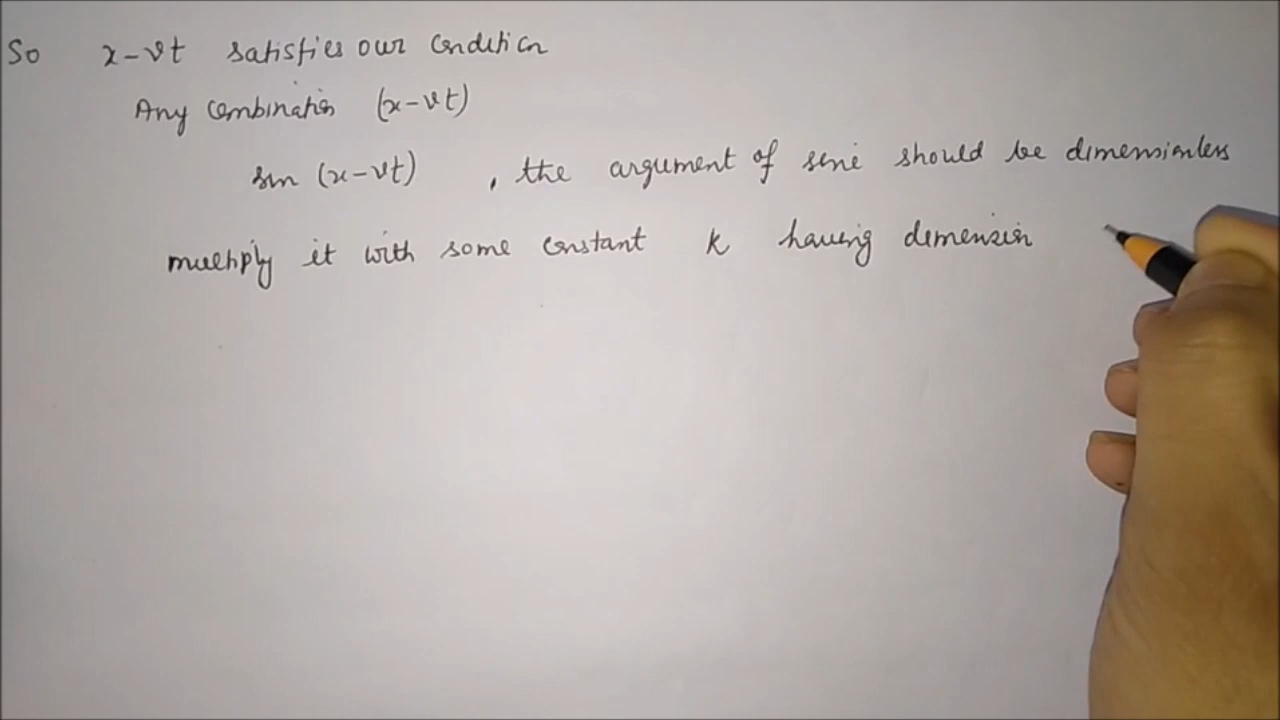 So x-vt satisfies our condition
Any combination (x-vt)
sin (x-vt) , the argument of sine should be dimensionless
multiply it with some constant k having dimension